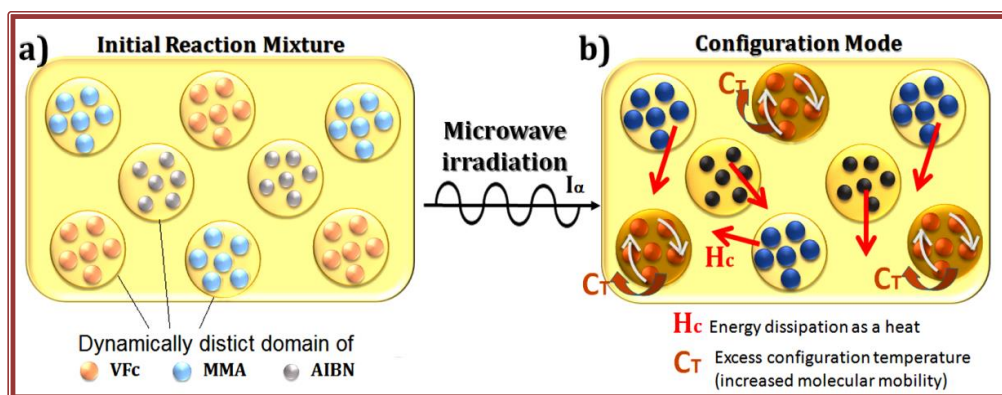 a) Initial Reaction Mixture
b) Configuration Mode
Microwave
irradiation
Iα
CT
Hc
CT
CT
Dynamically distict domain of
VFc MMA AIBN
Hc Energy dissipation as a heat
CT Excess configuration temperature
(increased molecular mobility)